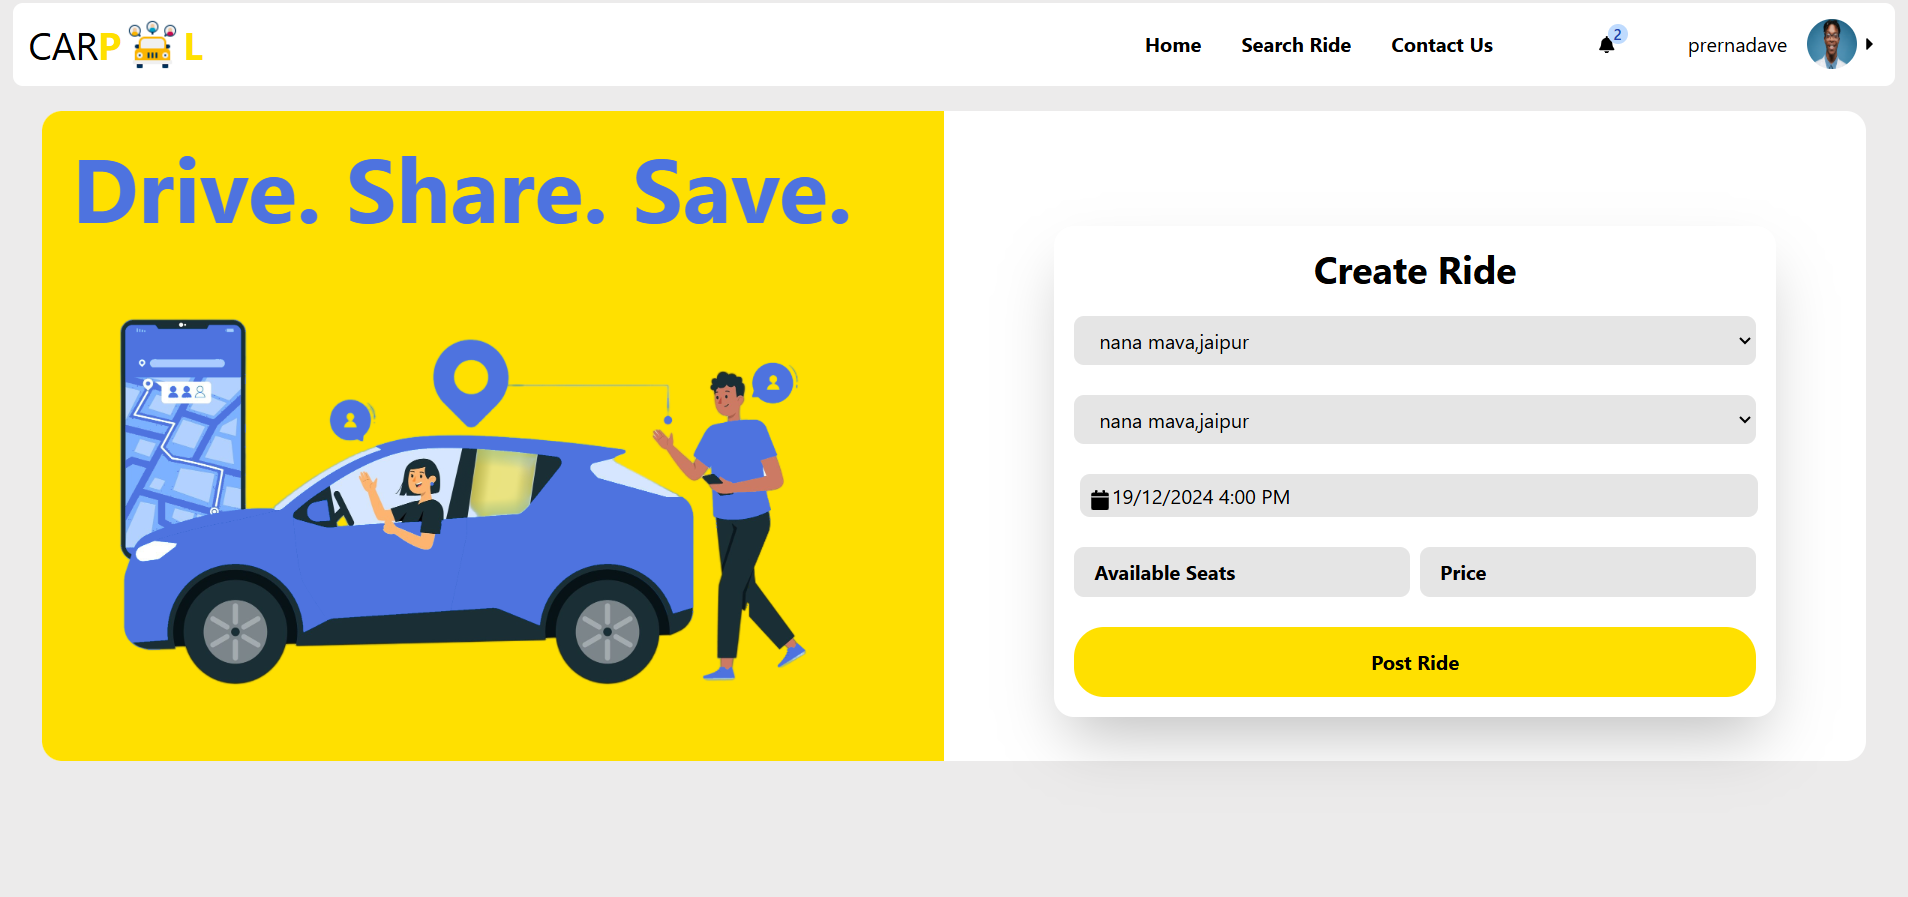 CARP L
Home
Search Ride
Contact Us
2
prernadave
Drive. Share. Save.
Create Ride
nana mava,jaipur
nana mava,jaipur
19/12/2024 4:00 PM
Available Seats
Price
Post Ride